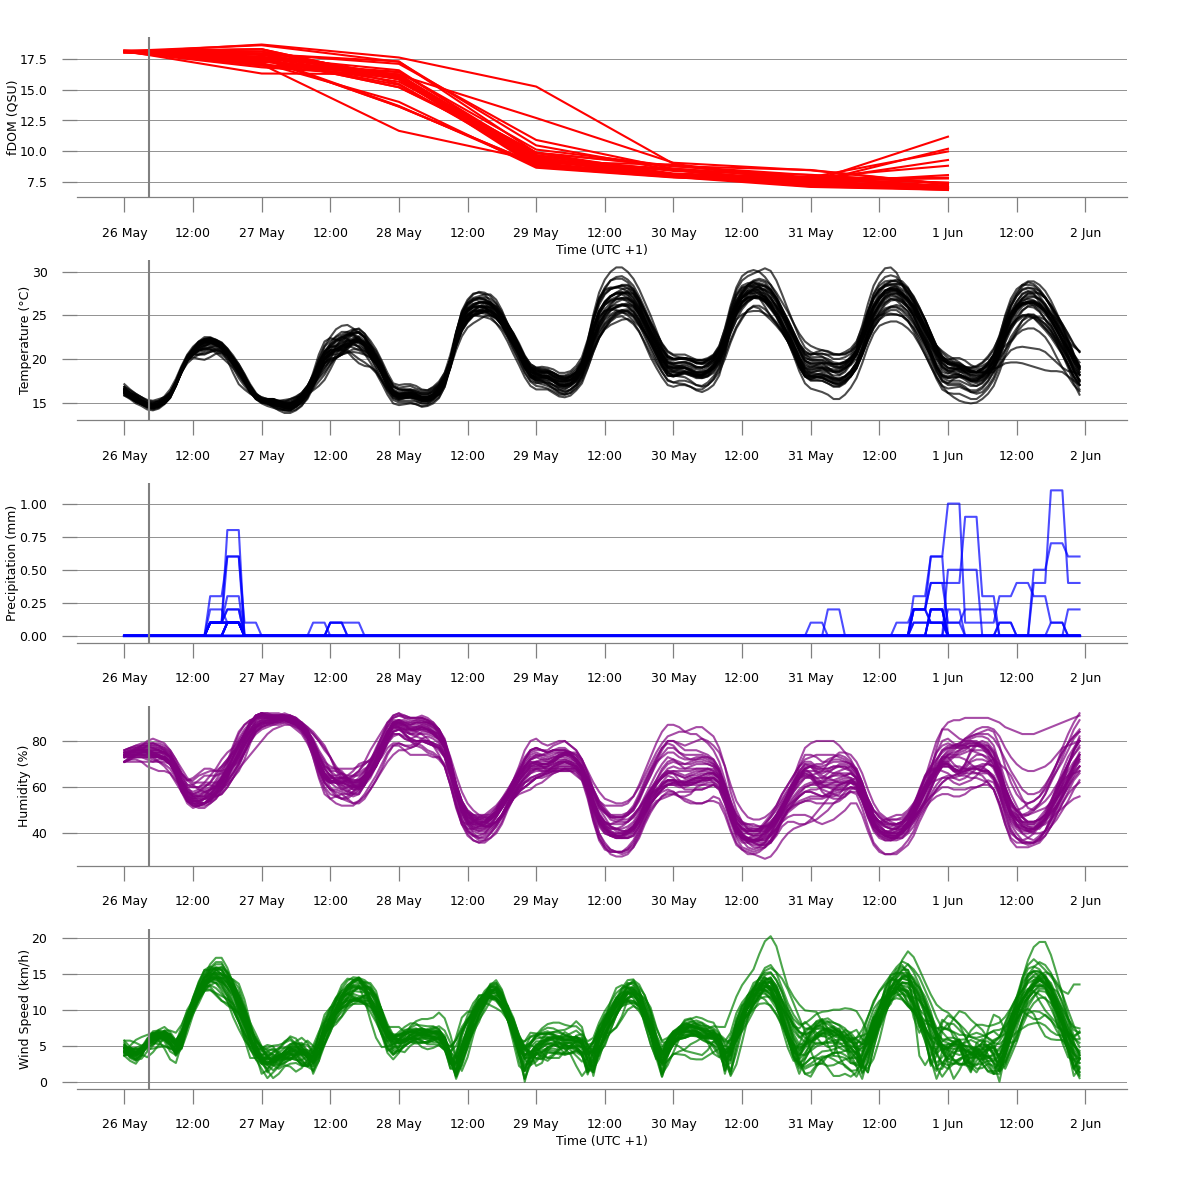 fDOM (QSU)
17.5
15.0
12.5
10.0
7.5
26 May 12:00 27 May 12:00 28 May 12:00 29 May 12:00 30 May 12:00 31 May 12:00 1 Jun 12:00 2 Jun
Time (UTC +1)
Temperature (°C)
30
25
20
15
26 May 12:00 27 May 12:00 28 May 12:00 29 May 12:00 30 May 12:00 31 May 12:00 1 Jun 12:00 2 Jun
Precipitation (mm)
1.00
0.75
0.50
0.25
0.00
26 May 12:00 27 May 12:00 28 May 12:00 29 May 12:00 30 May 12:00 31 May 12:00 1 Jun 12:00 2 Jun
Humidity (%)
80
60
40
26 May 12:00 27 May 12:00 28 May 12:00 29 May 12:00 30 May 12:00 31 May 12:00 1 Jun 12:00 2 Jun
Wind Speed (km/h)
20
15
10
5
0
26 May 12:00 27 May 12:00 28 May 12:00 29 May 12:00 30 May 12:00 31 May 12:00 1 Jun 12:00 2 Jun
Time (UTC +1)